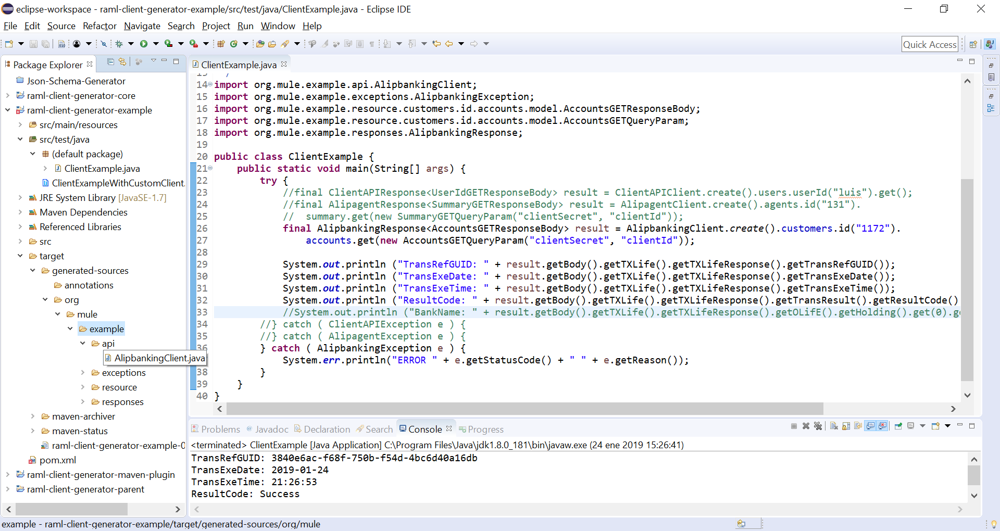 eclipse-workspace - raml-client-generator-example/src/test/java/ClientExample.java - Eclipse IDE
File Edit Source Refactor Navigate Search Project Run Window Help
Quick Access
Package Explorer
Json-Schema-Generator
raml-client-generator-core
raml-client-generator-example
src/main/resources
src/test/java
(default package)
ClientExample.java
ClientExampleWithCustomClient.
JRE System Library [JavaSE-1.7]
Maven Dependencies
Referenced Libraries
src
target
generated-sources
annotations
org
mule
example
api
AlipbankingClient.java
exceptions
resource
responses
maven-archiver
maven-status
raml-client-generator-example-0
pom.xml
raml-client-generator-maven-plugin
raml-client-generator-parent
ClientExample.java
14 import org.mule.example.api.AlipbankingClient;
15 import org.mule.example.exceptions.AlipbankingException;
16 import org.mule.example.resource.customers.id.accounts.model.AccountsGETResponseBody;
17 import org.mule.example.resource.customers.id.accounts.model.AccountsGETQueryParam;
18 import org.mule.example.responses.AlipbankingResponse;
19
20 public class ClientExample {
21 public static void main(String[] args) {
22 try {
23 //final ClientAPIResponse<UserIdGETResponseBody> result = ClientAPIClient.create().users.userId("luis").get();
24 //final AlipagentResponse<SummaryGETResponseBody> result = AlipagentClient.create().agents.id("131").
25 // summary.get(new SummaryGETQueryParam("clientSecret", "clientId"));
26 final AlipbankingResponse<AccountsGETResponseBody> result = AlipbankingClient.create().customers.id("1172").
27 accounts.get(new AccountsGETQueryParam("clientSecret", "clientId"));
28
29 System.out.println ("TransRefGUID: " + result.getBody().getTXLife().getTXLifeResponse().getTransRefGUID());
30 System.out.println ("TransExeDate: " + result.getBody().getTXLife().getTXLifeResponse().getTransExeDate());
31 System.out.println ("TransExeTime: " + result.getBody().getTXLife().getTXLifeResponse().getTransExeTime());
32 System.out.println ("ResultCode: " + result.getBody().getTXLife().getTXLifeResponse().getTransResult().getResultCode()
33 //System.out.println ("BankName: " + result.getBody().getTXLife().getTXLifeResponse().getOLifE().getHolding().get(0).ge
34 //} catch ( ClientAPIException e ) {
35 //} catch ( AlipagentException e ) {
36 } catch ( AlipbankingException e ) {
System.err.println("ERROR " + e.getStatusCode() + " " + e.getReason());
38 }
39 }
40 }
Problems @ Javadoc Declaration Search Console Progress
<terminated> ClientExample [Java Application] C:\Program Files\Java\jdk1.8.0_181\bin\javaw.exe (24 ene 2019 15:26:41)
TransRefGUID: 3840e6ac-f68f-750b-f54d-4bc6d40a16db
TransExeDate: 2019-01-24
TransExeTime: 21:26:53
ResultCode: Success
example - raml-client-generator-example/target/generated-sources/org/mule